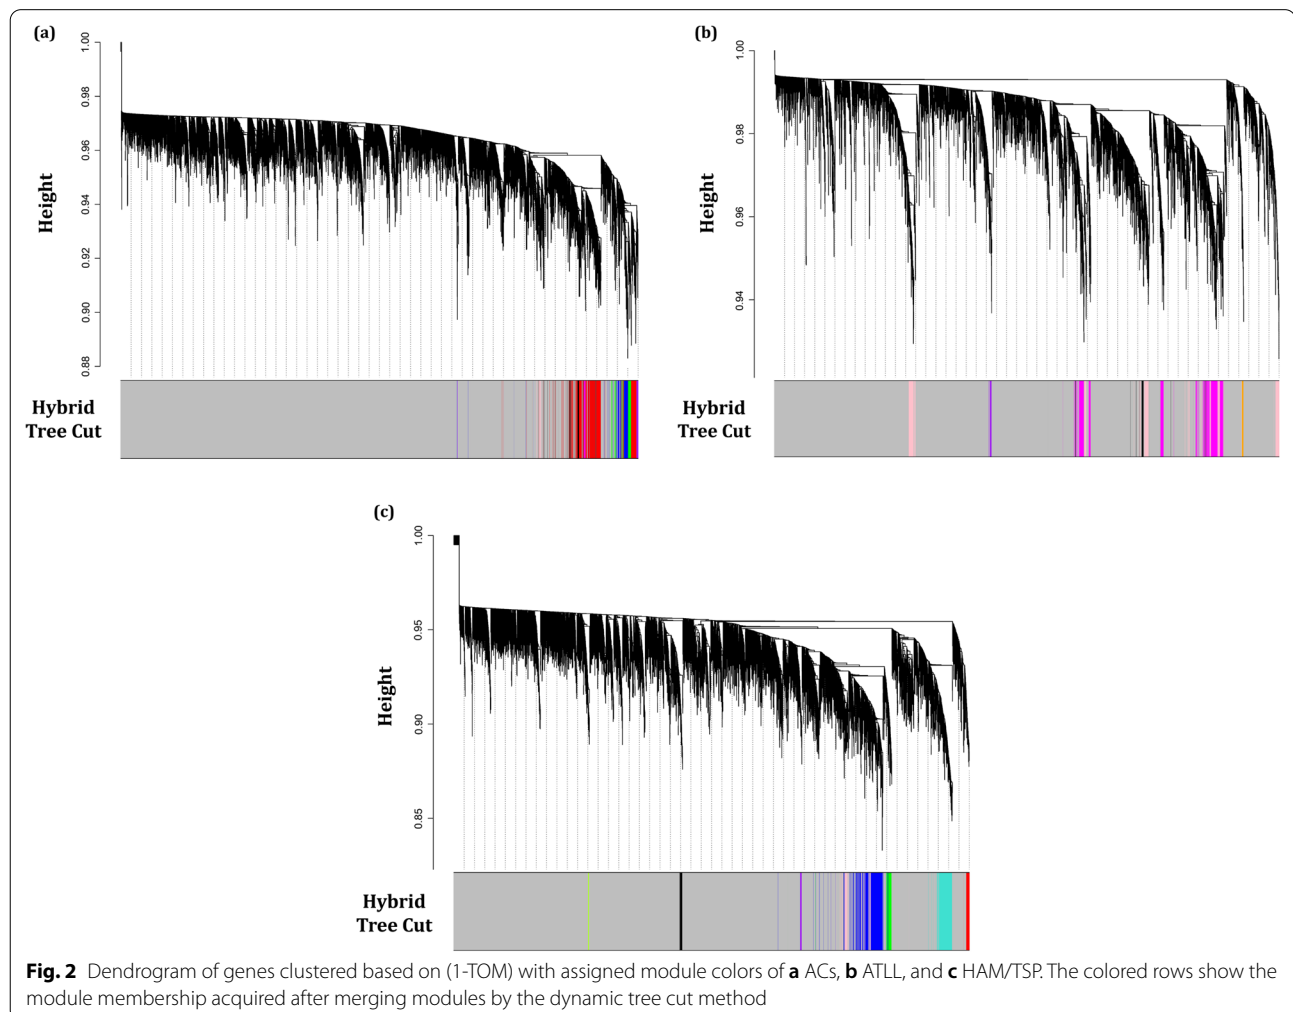 (a)
1.00
0.98
0.96
0.94
0.92
0.90
0.88
Height
Hybrid
Tree Cut
(b)
1.00
0.98
0.96
0.94
Height
Hybrid
Tree Cut
(c)
1.00
0.95
0.90
0.85
Height
Hybrid
Tree Cut
Fig. 2 Dendrogram of genes clustered based on (1-TOM) with assigned module colors of a ACs, b ATLL, and c HAM/TSP. The colored rows show the
module membership acquired after merging modules by the dynamic tree cut method